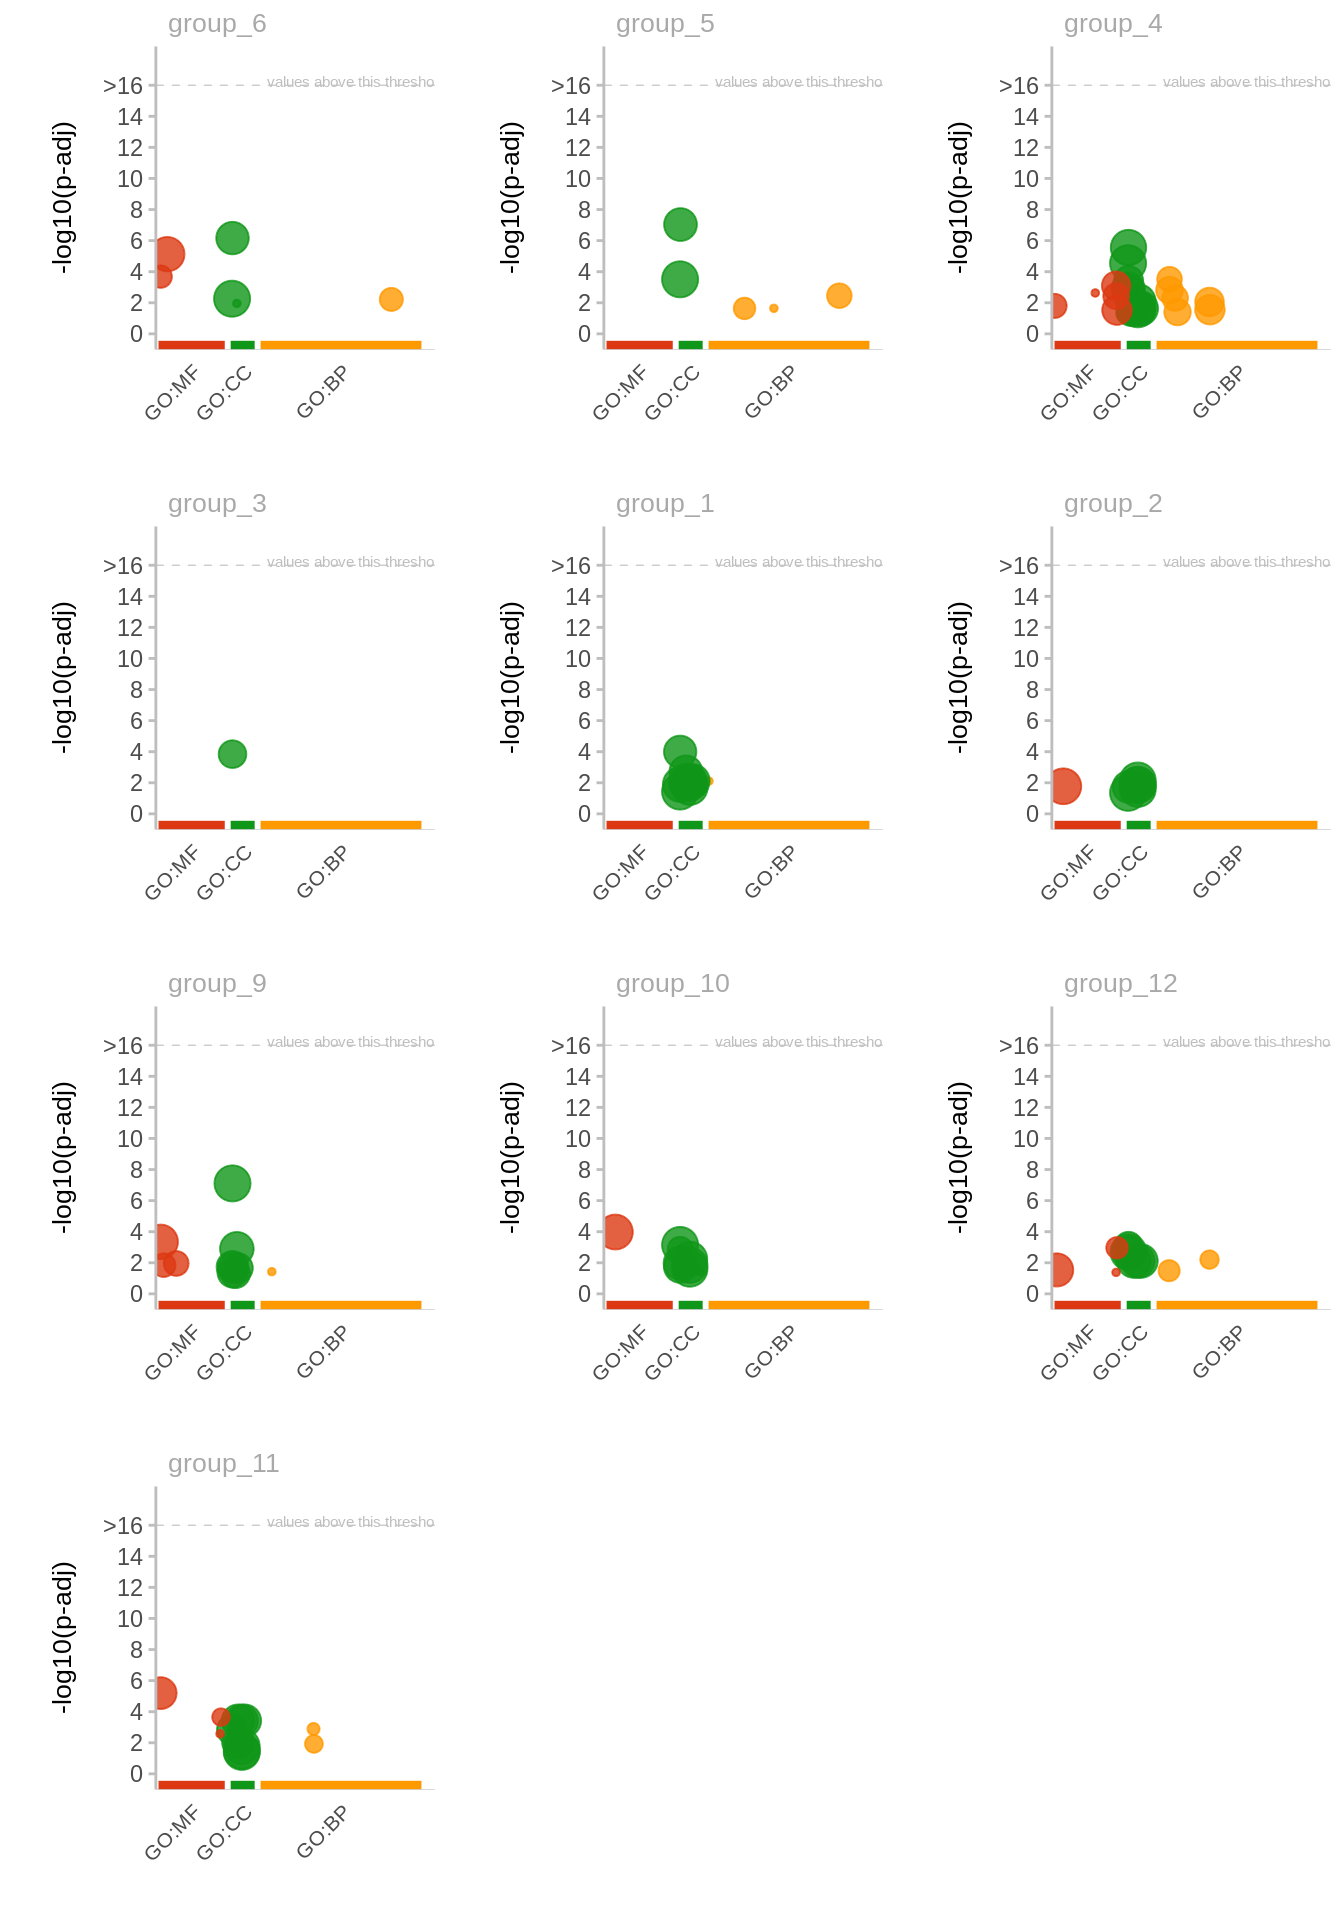 group_6
values above this thresho
>16
14
12
10
8
6
4
2
0
-log10(p-adj)
GO:MF
GO:CC
GO:BP
group_5
values above this thresho
>16
14
12
10
8
6
4
2
0
-log10(p-adj)
GO:MF
GO:CC
GO:BP
group_4
values above this thresho
>16
14
12
10
8
6
4
2
0
-log10(p-adj)
GO:MF
GO:CC
GO:BP
group_3
values above this thresho
>16
14
12
10
8
6
4
2
0
-log10(p-adj)
GO:MF
GO:CC
GO:BP
group_1
values above this thresho
>16
14
12
10
8
6
4
2
0
-log10(p-adj)
GO:MF
GO:CC
GO:BP
group_2
values above this thresho
>16
14
12
10
8
6
4
2
0
-log10(p-adj)
GO:MF
GO:CC
GO:BP
group_9
values above this thresho
>16
14
12
10
8
6
4
2
0
-log10(p-adj)
GO:MF
GO:CC
GO:BP
group_10
values above this thresho
>16
14
12
10
8
6
4
2
0
-log10(p-adj)
GO:MF
GO:CC
GO:BP
group_12
values above this thresho
>16
14
12
10
8
6
4
2
0
-log10(p-adj)
GO:MF
GO:CC
GO:BP
group_11
values above this thresho
>16
14
12
10
8
6
4
2
0
-log10(p-adj)
GO:MF
GO:CC
GO:BP